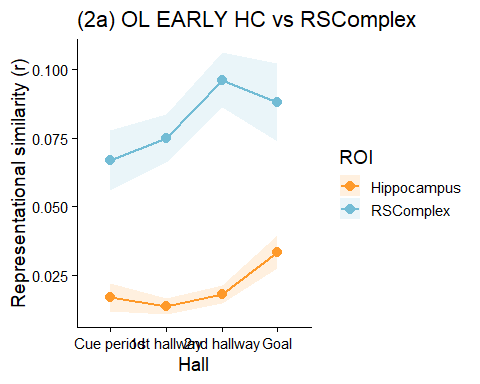 (2a) OL EARLY HC vs RSComplex
Representational similarity (r)
0.100
0.075
0.050
0.025
Cue period
1st hallway
2nd hallway
Goal
Hall
ROI
Hippocampus
RSComplex